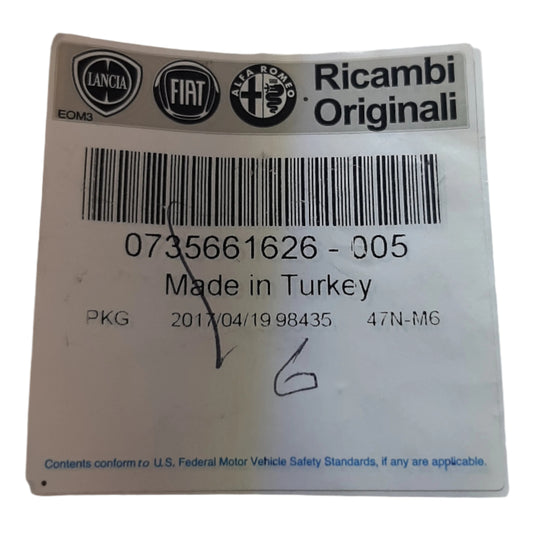 LANCIA
FIAT
ALFA ROMEO
Ricambi
Originali
EOM3
0735661626 - 005
Made in Turkey
PKG 2017/04/19 98435 47N-M6
6
Contents conform to U.S. Federal Motor Vehicle Safety Standards, if any are applicable.